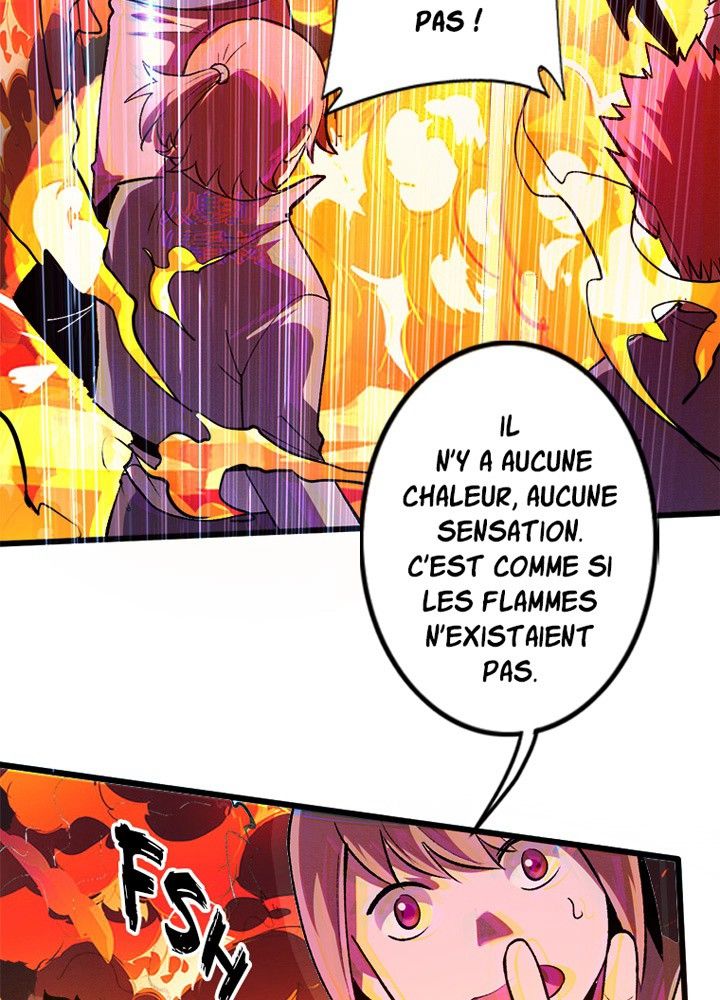 PAS !
IL
N'Y A AUCUNE
CHALEUR, AUCUNE
SENSATION.
C'EST COMME SI
LES FLAMMES
N'EXISTAIENT
PAS.
FSH